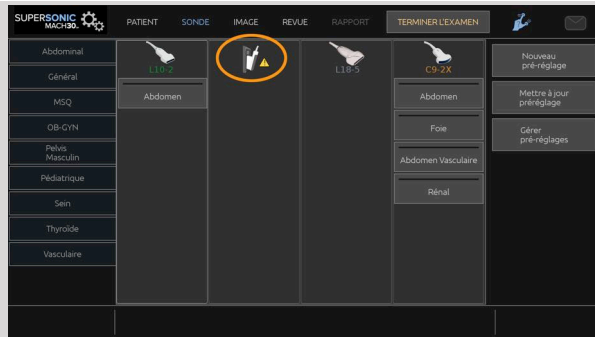 SUPERSONIC
MACH30.
PATIENT SONDE IMAGE REVUE RAPPORT TERMINER L'EXAMEN
Abdominal
Général
MSQ
OB-GYN
Pelvis
Masculin
Pédiatrique
Sein
Thyroïde
Vasculaire
L10-2
Abdomen
L18-5
C9-2X
Abdomen
Foie
Abdomen Vasculaire
Rénal
Nouveau
pré-réglage
Mettre à jour
préréglage
Gérer
pré-réglages